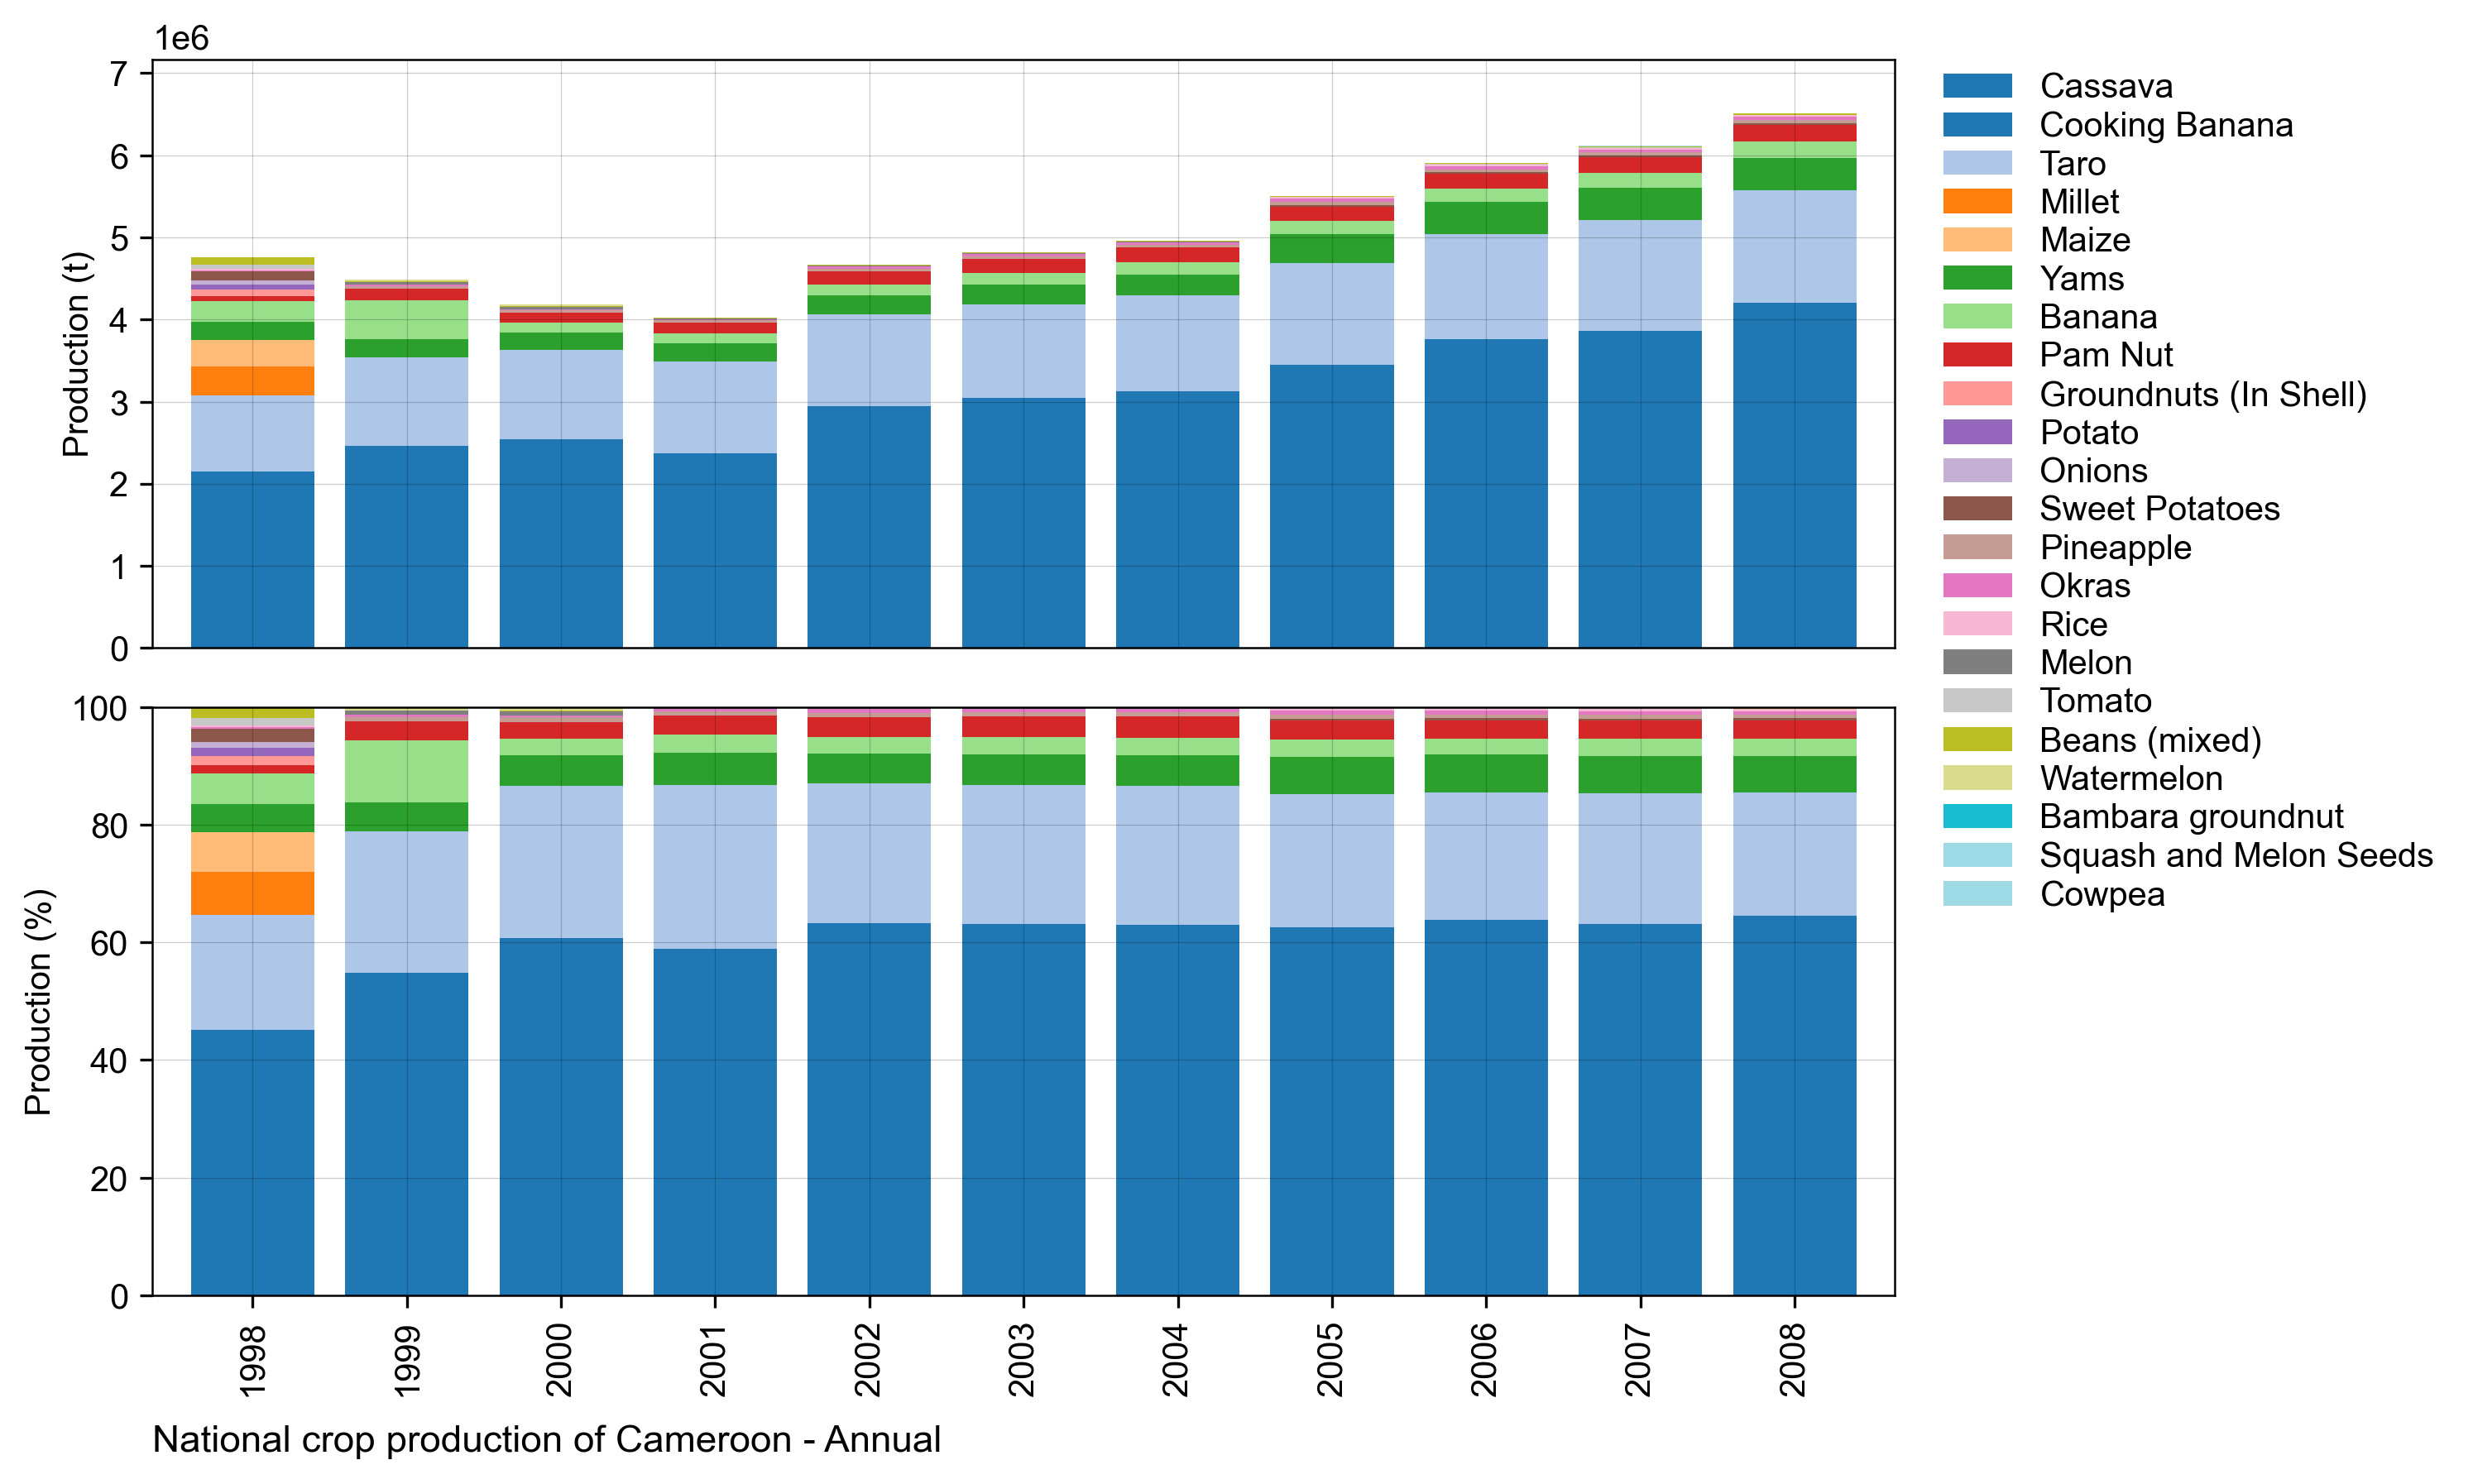 1e6
7
6
5
4
3
2
1
0
Production (t)
100
80
60
40
20
0
Production (%)
1998
1999
2000
2001
2002
2003
2004
2005
2006
2007
2008
National crop production of Cameroon - Annual
Cassava
Cooking Banana
Taro
Millet
Maize
Yams
Banana
Pam Nut
Groundnuts (In Shell)
Potato
Onions
Sweet Potatoes
Pineapple
Okras
Rice
Melon
Tomato
Beans (mixed)
Watermelon
Bambara groundnut
Squash and Melon Seeds
Cowpea